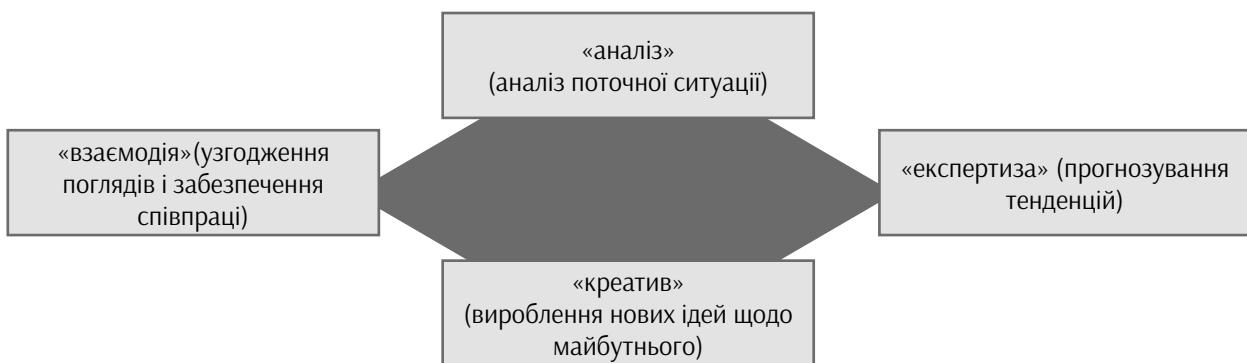 «аналіз»
(аналіз поточної ситуації)
«взаємодія»(узгодження
поглядів і забезпечення
співпраці)
«експертиза» (прогнозування
тенденцій)
«креатив»
(вироблення нових ідей щодо
майбутнього)